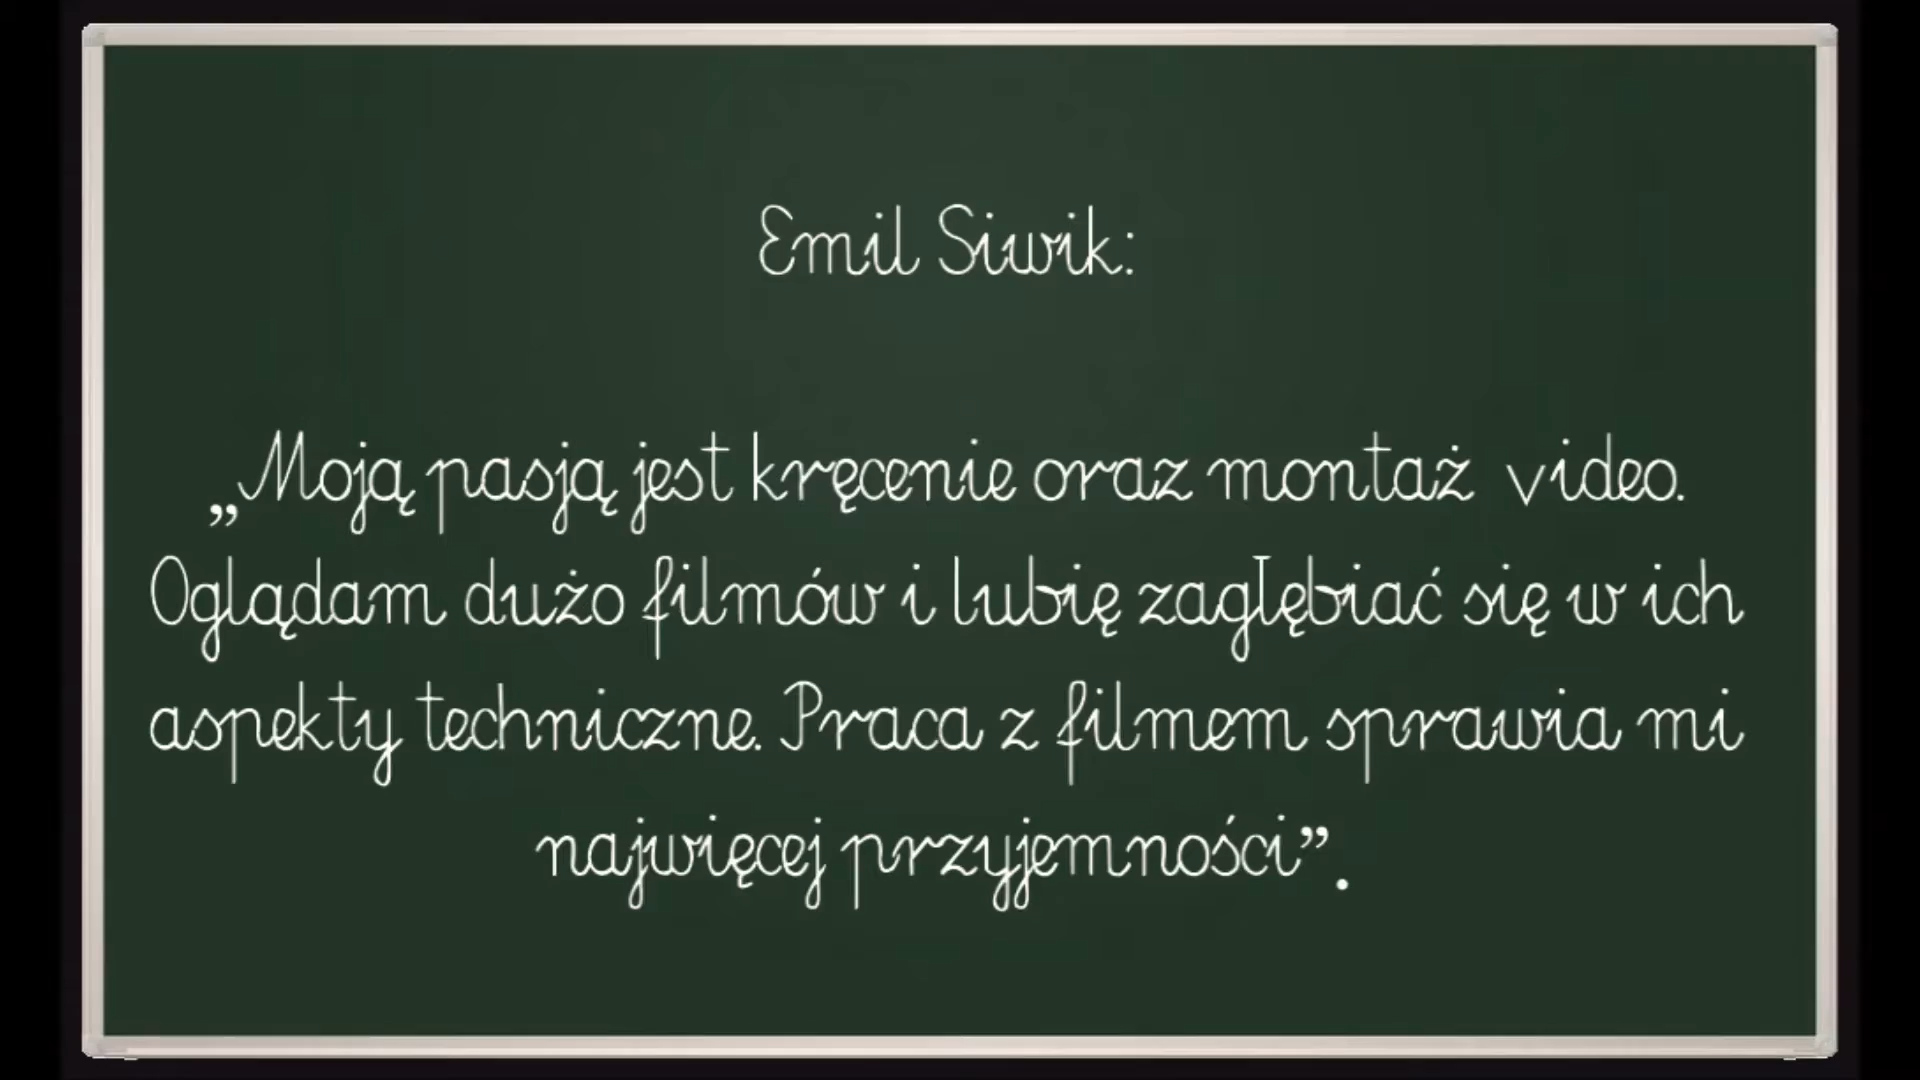 Emil Siwik:
„Moją pasją jest kręcenie oraz montaż video.
Oglądam dużo filmów i lubię zagłębiać się w ich
aspekty techniczne. Praca z filmem sprawia mi
najwięcej przyjemności”.